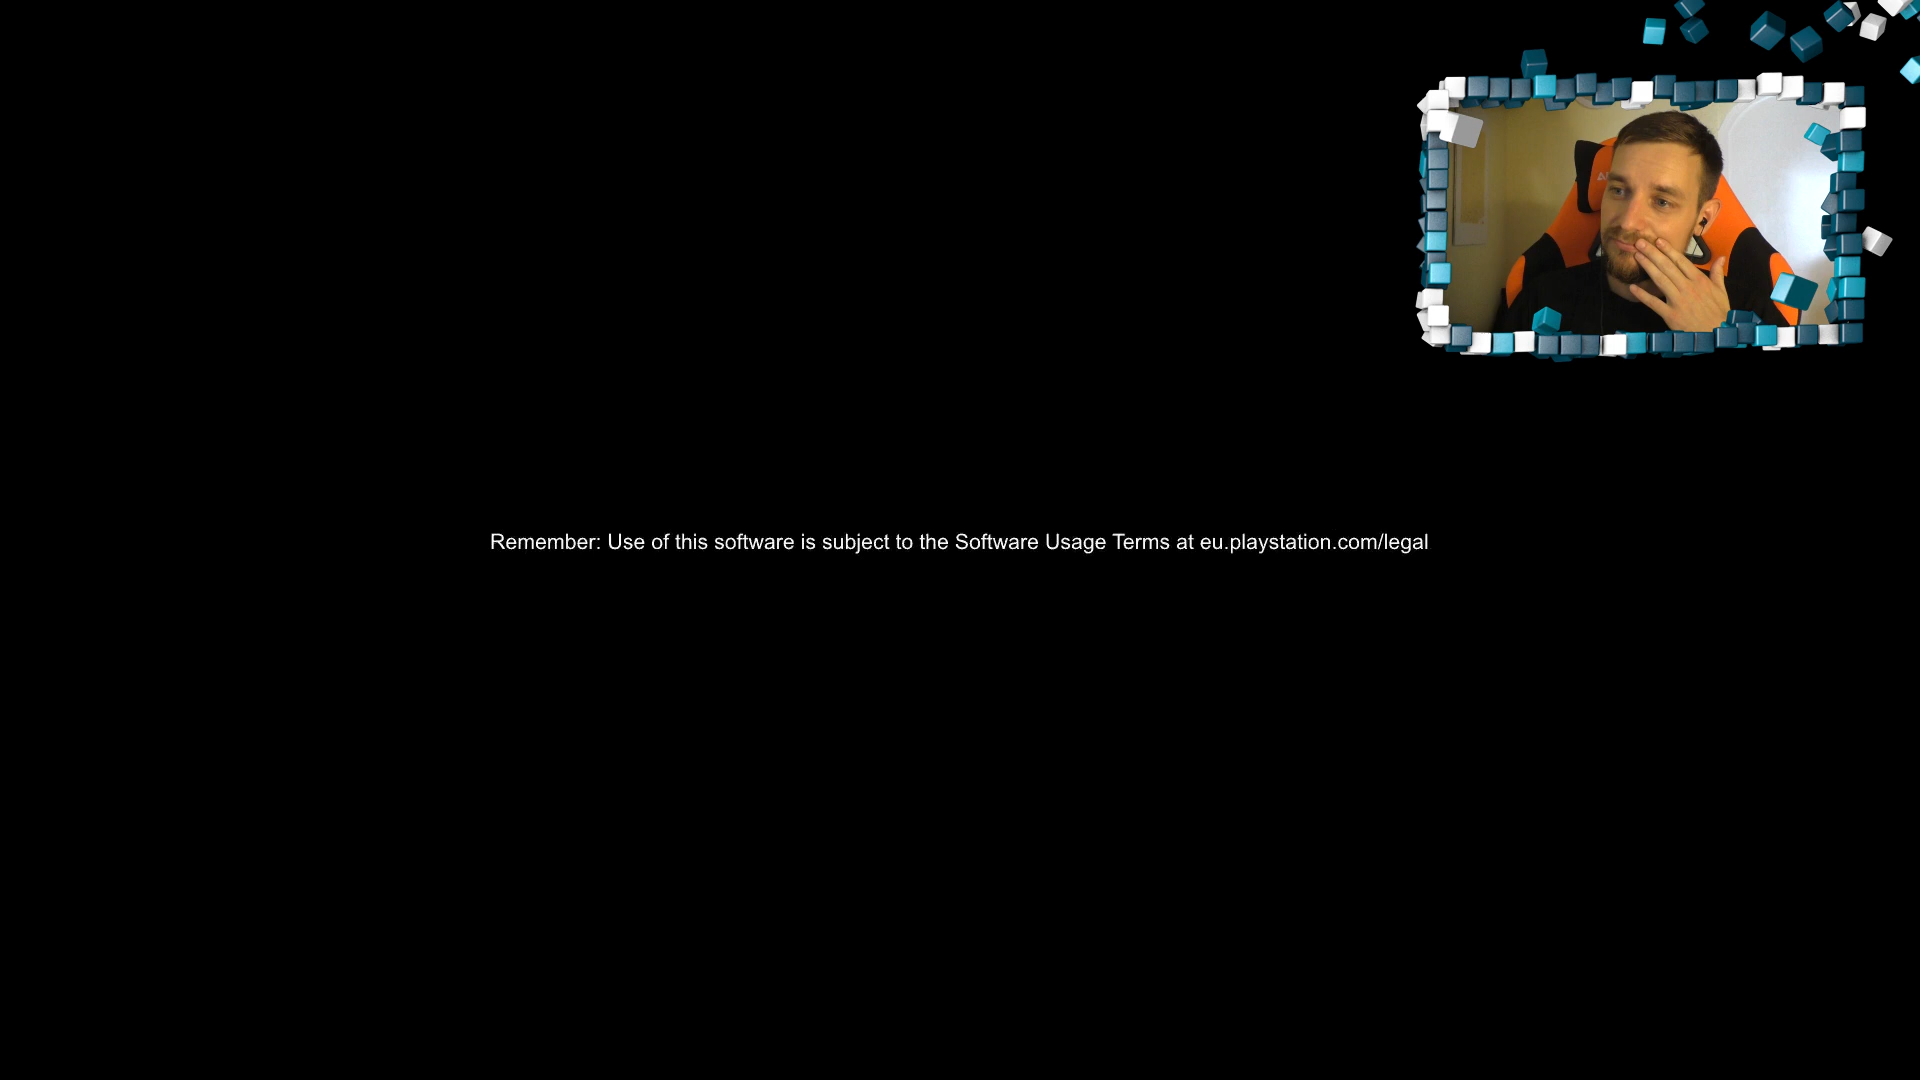 Remember: Use of this software is subject to the Software Usage Terms at eu.playstation.com/legal